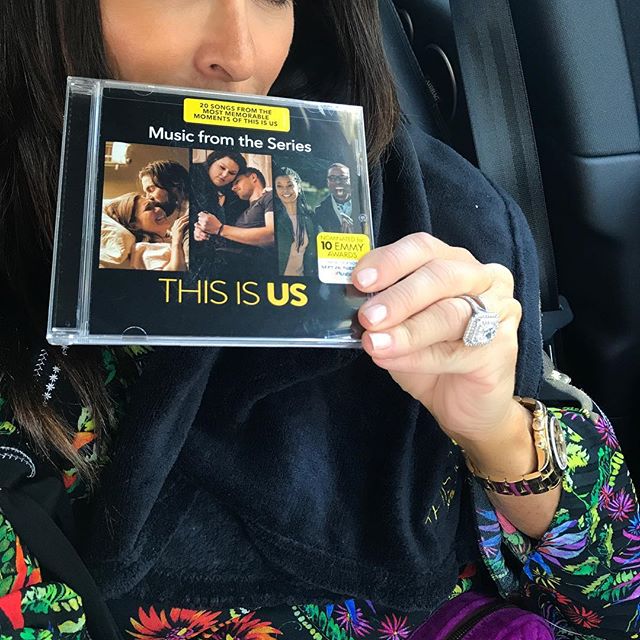 20 SONGS FROM THE
MOST MEMORABLE
MOMENTS OF THIS IS US
Music from the Series
NOMINATED for
10 EMMY
AWARDS
THIS IS US
THIS